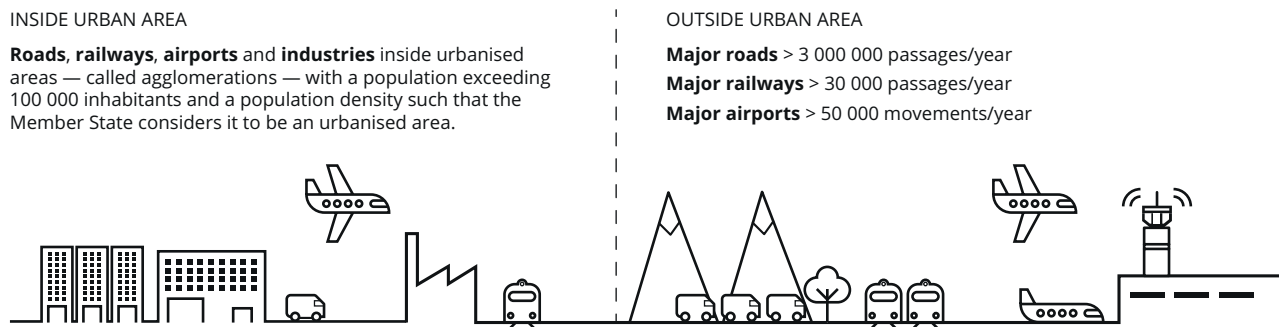 INSIDE URBAN AREA
Roads, railways, airports and industries inside urbanised
areas — called agglomerations — with a population exceeding
100 000 inhabitants and a population density such that the
Member State considers it to be an urbanised area.
OUTSIDE URBAN AREA
Major roads > 3 000 000 passages/year
Major railways > 30 000 passages/year
Major airports > 50 000 movements/year